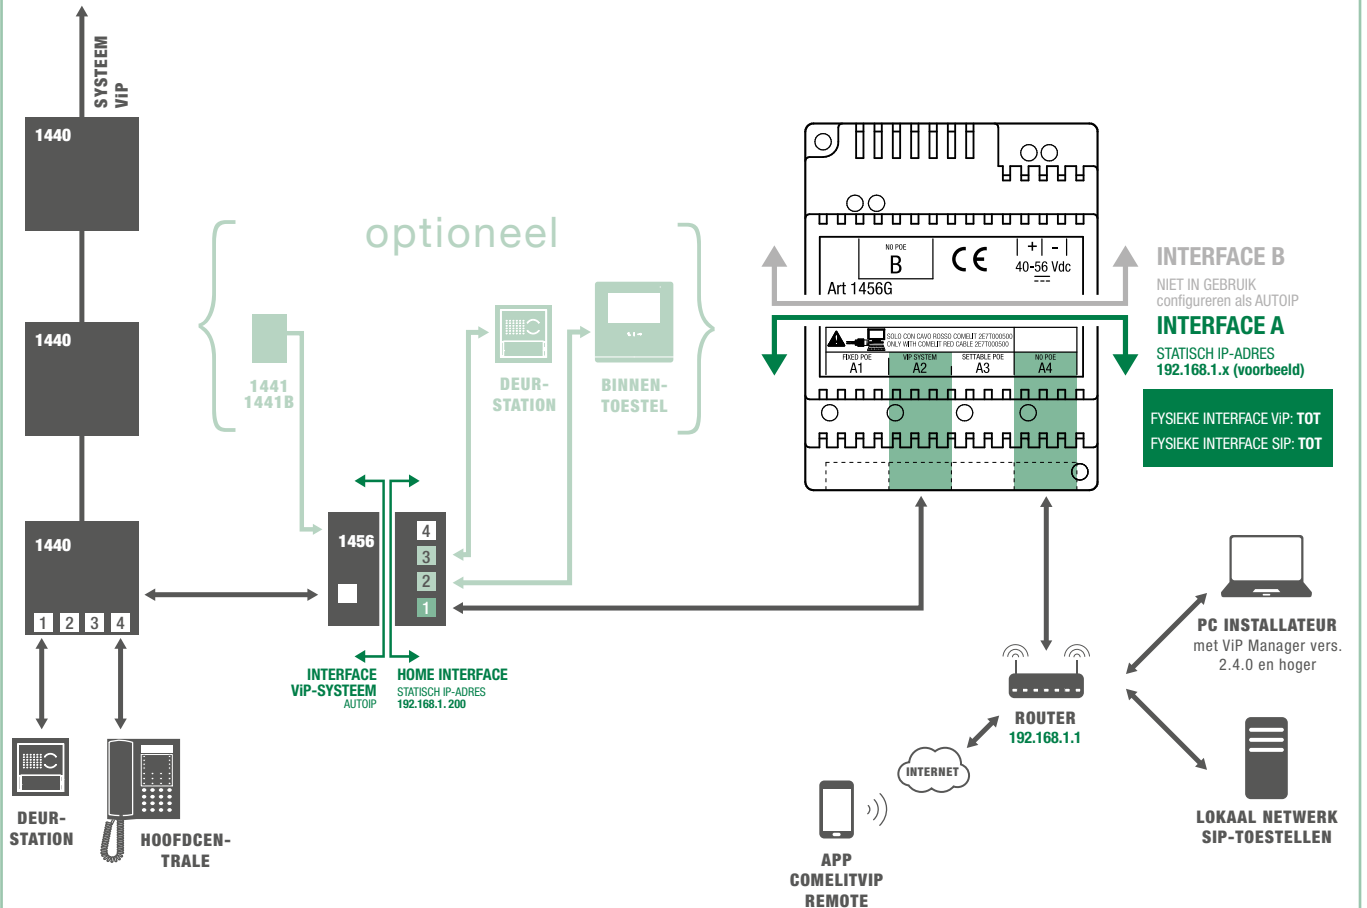 SYSTEEM
ViP
1440
1440
1440
1 2 3 4
DEUR-
STATION
HOOFDCEN-
TRALE
optioneel
1441
1441B
DEUR-
STATION
BINNEN-
TOESTEL
1456
4
3
2
1
INTERFACE
ViP-SYSTEEM
AUTOIP
HOME INTERFACE
STATISCH IP-ADRES
192.168.1. 200
NO POE
B
CE
+ -
40-56 Vdc
Art 1456G
SOLO CON CAVO ROSSO COMELIT 2E7T000500
ONLY WITH COMELIT RED CABLE 2E7T000500
FIXED POE
A1
VIP SYSTEM
A2
SETTABLE POE
A3
NO POE
A4
INTERFACE B
NIET IN GEBRUIK
configureren als AUTOIP
INTERFACE A
STATISCH IP-ADRES
192.168.1.x (voorbeeld)
FYSIEKE INTERFACE ViP: TOT
FYSIEKE INTERFACE SIP: TOT
ROUTER
192.168.1.1
INTERNET
APP
COMELITVIP
REMOTE
PC INSTALLATEUR
met ViP Manager vers.
2.4.0 en hoger
LOKAAL NETWERK
SIP-TOESTELLEN